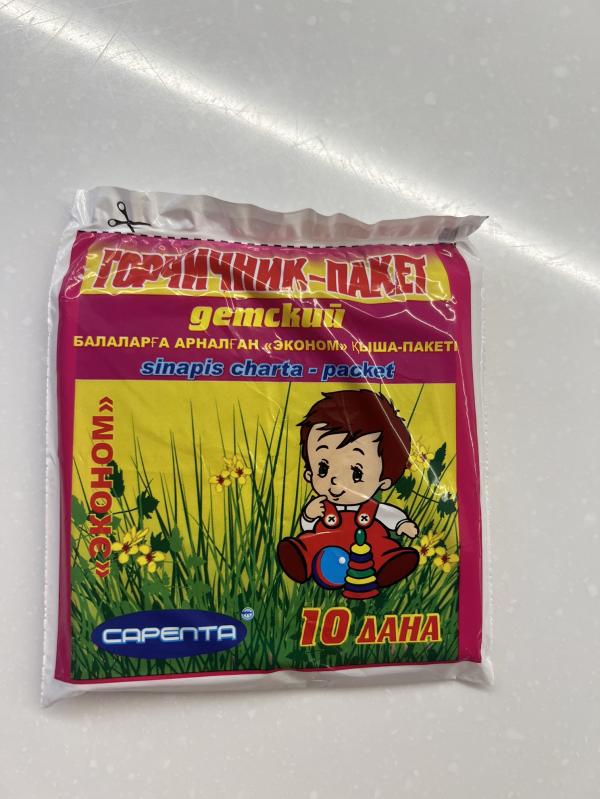 ГОРЧИЧНИК-ПАКЕТ
детский
БАЛАЛАРҒА АРНАЛҒАН «ЭКОНОМ» ҚЫША-ПАКЕТІ
sinapis charta - packet
«ЭКОНОМ»
САРЕПТА
10 ДАНА